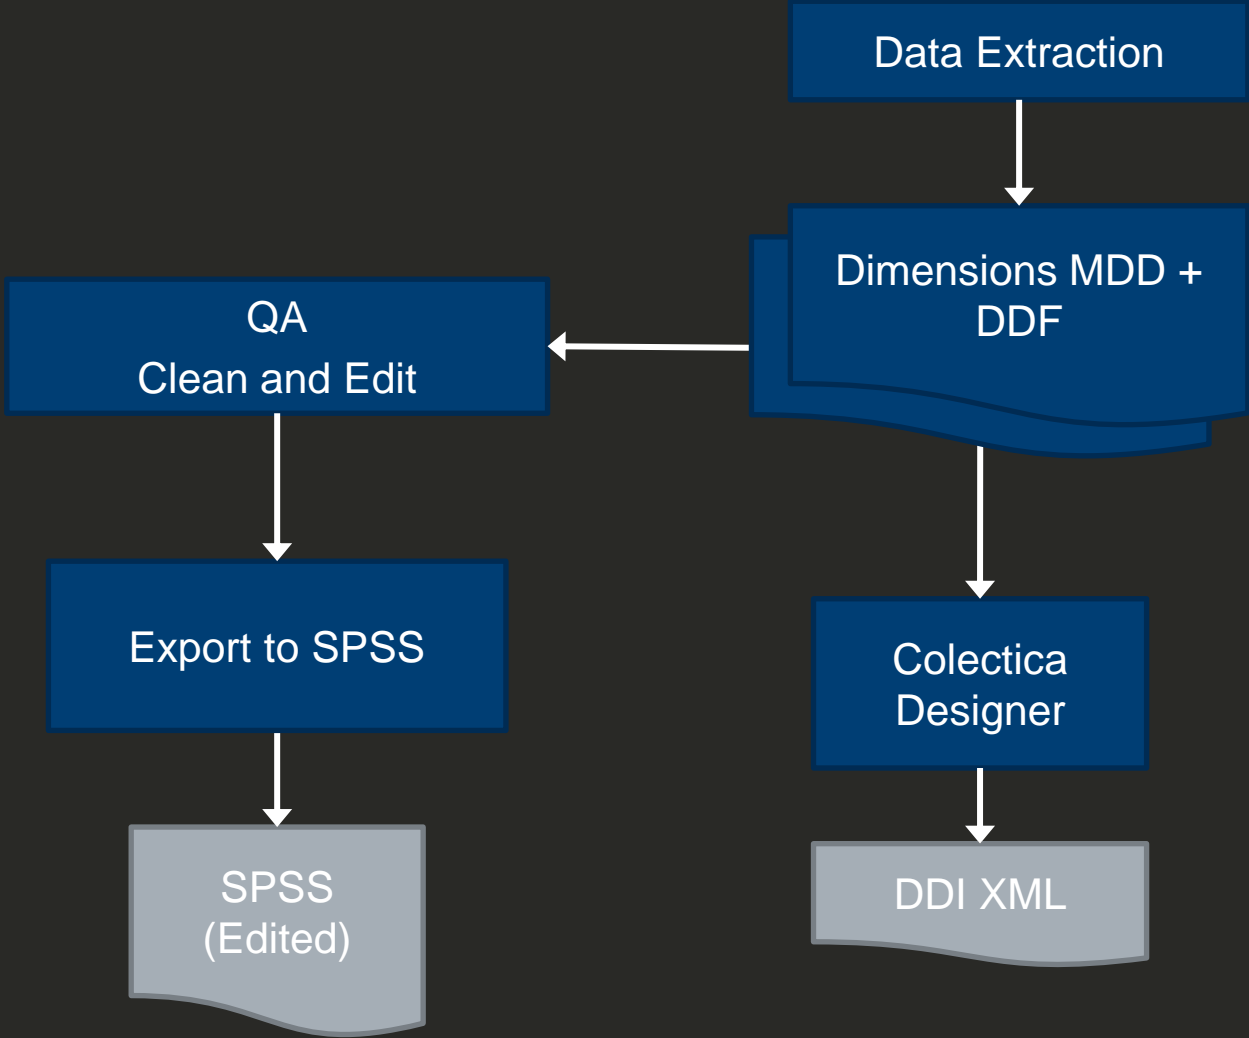 Data Extraction
Dimensions MDD +
DDF
QA
Clean and Edit
Export to SPSS
Colectica
Designer
SPSS
(Edited)
DDI XML